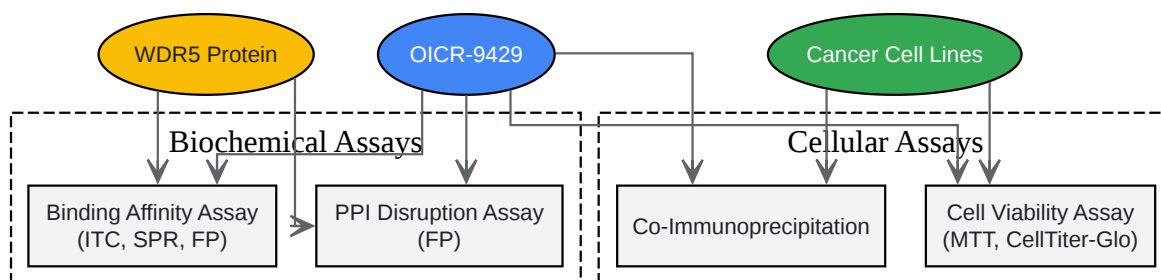 WDR5 Protein
OICR-9429
Cancer Cell Lines
Biochemical Assays
Cellular Assays
Binding Affinity Assay
(ITC, SPR, FP)
PPI Disruption Assay
(FP)
Co-Immunoprecipitation
Cell Viability Assay
(MTT, CellTiter-Glo)